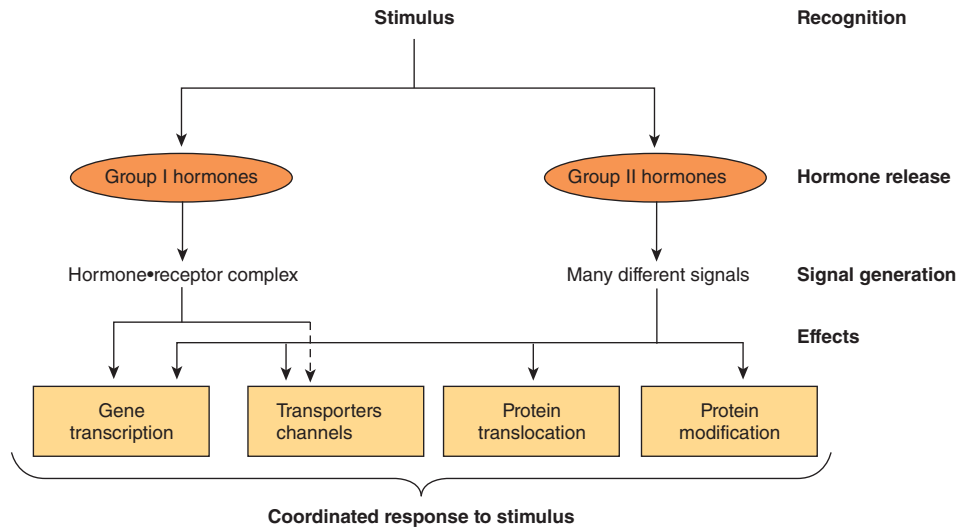 Stimulus
Recognition
Group I hormones
Group II hormones
Hormone release
Hormone•receptor complex
Many different signals
Signal generation
Effects
Gene
transcription
Transporters
channels
Protein
translocation
Protein
modification
Coordinated response to stimulus